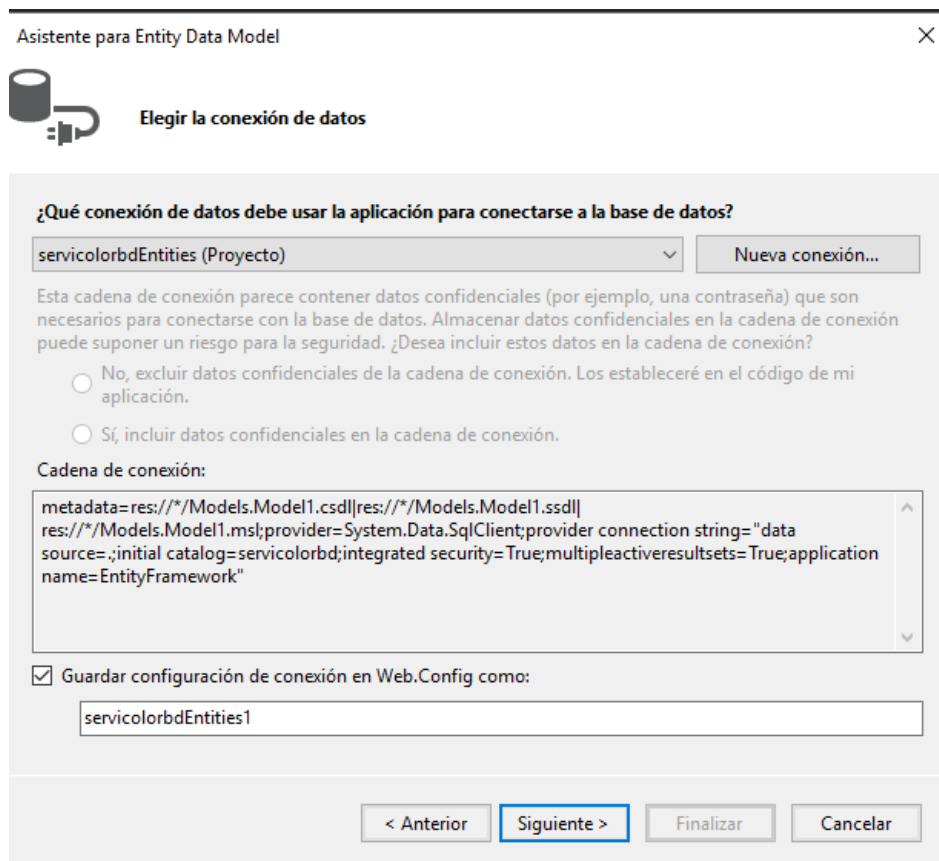 Asistente para Entity Data Model
Elegir la conexión de datos
¿Qué conexión de datos debe usar la aplicación para conectarse a la base de datos?
servicolorbdEntities (Proyecto)
Nueva conexión...
Esta cadena de conexión parece contener datos confidenciales (por ejemplo, una contraseña) que son
necesarios para conectarse con la base de datos. Almacenar datos confidenciales en la cadena de conexión
puede suponer un riesgo para la seguridad. ¿Desea incluir estos datos en la cadena de conexión?
No, excluir datos confidenciales de la cadena de conexión. Los estableceré en el código de mi
aplicación.
Sí, incluir datos confidenciales en la cadena de conexión.
Cadena de conexión:
metadata=res://*/Models.Model1.csdl|res://*/Models.Model1.ssdl|
res://*/Models.Model1.msl;provider=System.Data.SqlClient;provider connection string="data
source=.;initial catalog=servicolorbd;integrated security=True;multipleactiveresultsets=True;application
name=EntityFramework"
Guardar configuración de conexión en Web.Config como:
servicolorbdEntities1
< Anterior
Siguiente >
Finalizar
Cancelar